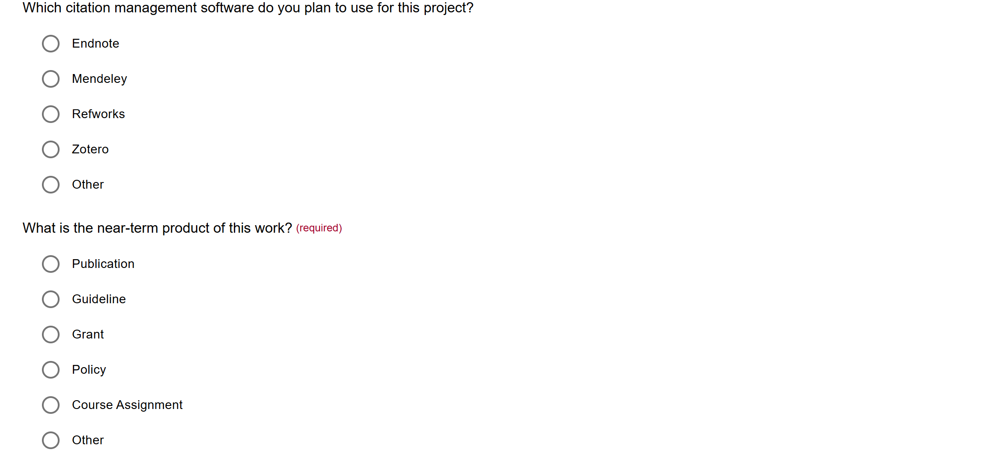 Which citation management software do you plan to use for this project?
Endnote
Mendeley
Refworks
Zotero
Other
What is the near-term product of this work? (required)
Publication
Guideline
Grant
Policy
Course Assignment
Other